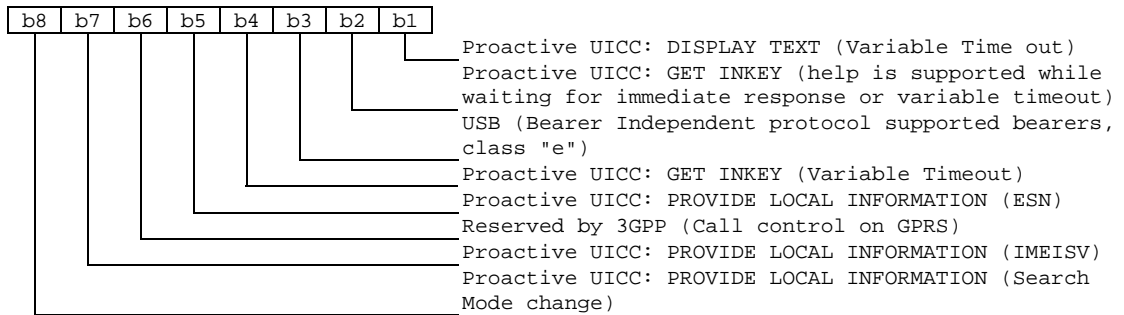 b8 b7 b6 b5 b4 b3 b2 b1
Proactive UICC: DISPLAY TEXT (Variable Time out)
Proactive UICC: GET INKEY (help is supported while
waiting for immediate response or variable timeout)
USB (Bearer Independent protocol supported bearers,
class "e")
Proactive UICC: GET INKEY (Variable Timeout)
Proactive UICC: PROVIDE LOCAL INFORMATION (ESN)
Reserved by 3GPP (Call control on GPRS)
Proactive UICC: PROVIDE LOCAL INFORMATION (IMEISV)
Proactive UICC: PROVIDE LOCAL INFORMATION (Search
Mode change)